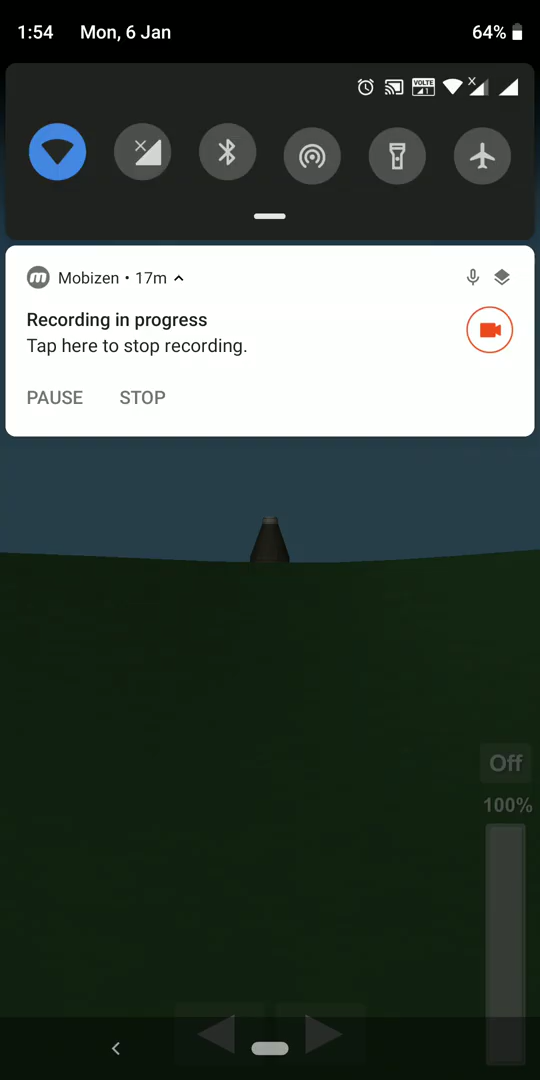 1:54 Mon, 6 Jan 64%
VOLTE
1
Mobizen • 17m
Recording in progress
Tap here to stop recording.
PAUSE STOP
Off
100%